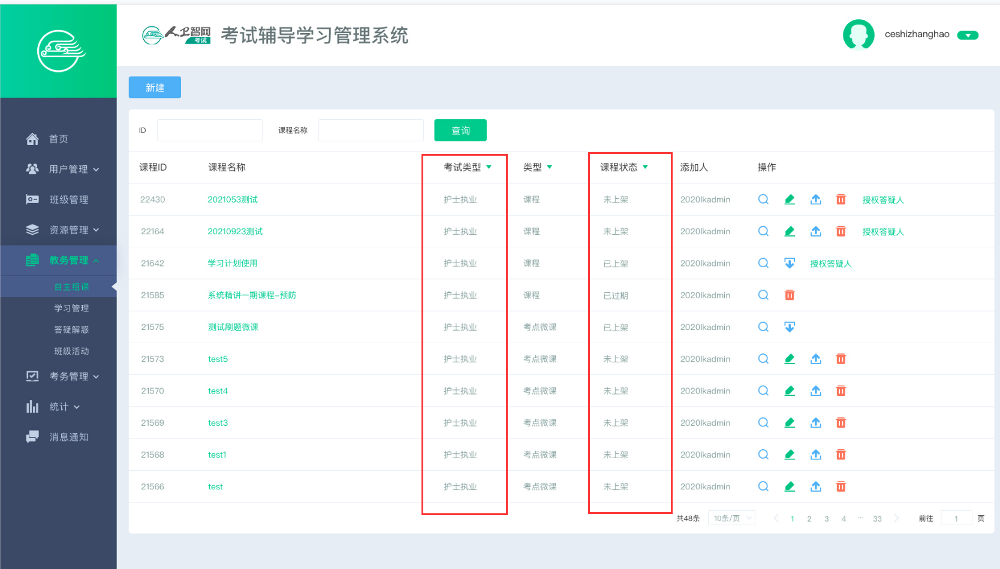 人卫智网 考试 考试辅导学习管理系统
ceshizhanghao
新建
首页
用户管理
班级管理
资源管理
教务管理
自主组课
学习管理
答疑解惑
班级活动
考务管理
统计
消息通知
ID 课程名称 查询
课程ID 课程名称 考试类型 类型 课程状态 添加人 操作
22430 2021053测试 护士执业 课程 未上架 2020lkadmin 授权答疑人
22164 20210923测试 护士执业 课程 未上架 2020lkadmin 授权答疑人
21642 学习计划使用 护士执业 课程 已上架 2020lkadmin 授权答疑人
21585 系统精讲一期课程-预防 护士执业 课程 已过期 2020lkadmin
21575 测试刷题微课 护士执业 考点微课 已上架 2020lkadmin
21573 test5 护士执业 考点微课 未上架 2020lkadmin
21570 test4 护士执业 考点微课 未上架 2020lkadmin
21569 test3 护士执业 考点微课 未上架 2020lkadmin
21568 test1 护士执业 考点微课 未上架 2020lkadmin
21566 test 护士执业 考点微课 未上架 2020lkadmin
共48条 10条/页 1 2 3 4 ··· 33 前往 1 页